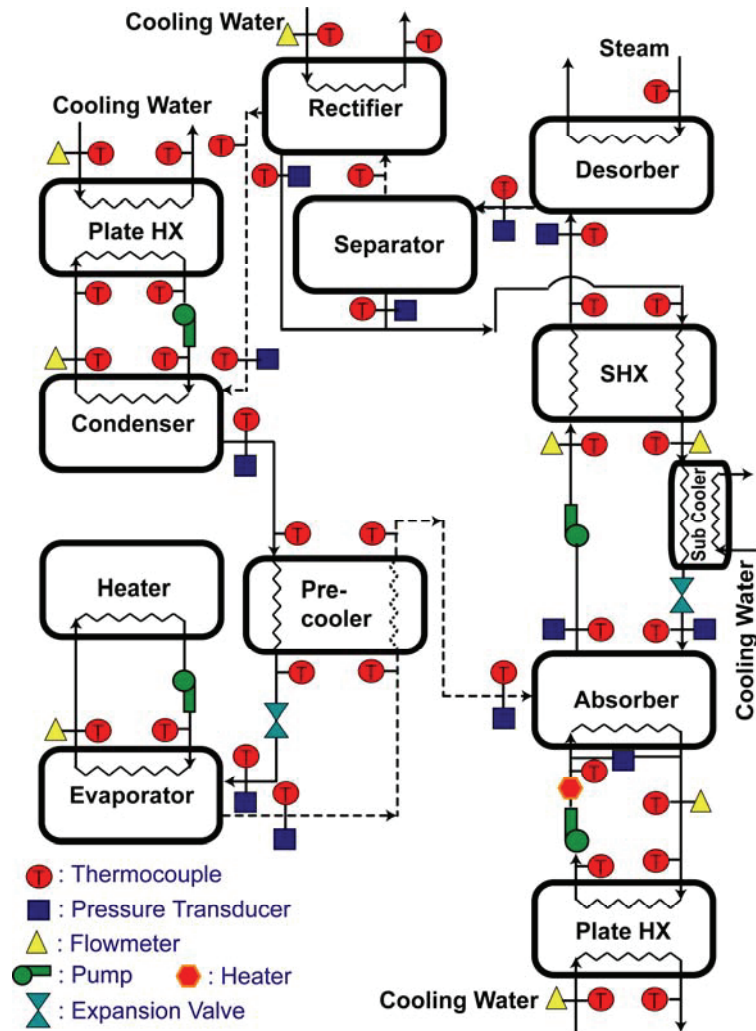 Cooling Water
T
T
Rectifier
Steam
T
Desorber
Cooling Water
T
T
T
Plate HX
T
T
T
Separator
T
T
T
T
T
T
T
T
SHX
T
T
T
Condenser
T
T
T
Sub Cooler
Cooling Water
T
T
Pre-
cooler
Heater
T
T
T
T
T
Absorber
T
T
Evaporator
T
T
T
T
T
T
T
Plate HX
Cooling Water
T
T
T : Thermocouple
: Pressure Transducer
: Flowmeter
: Pump
: Heater
: Expansion Valve